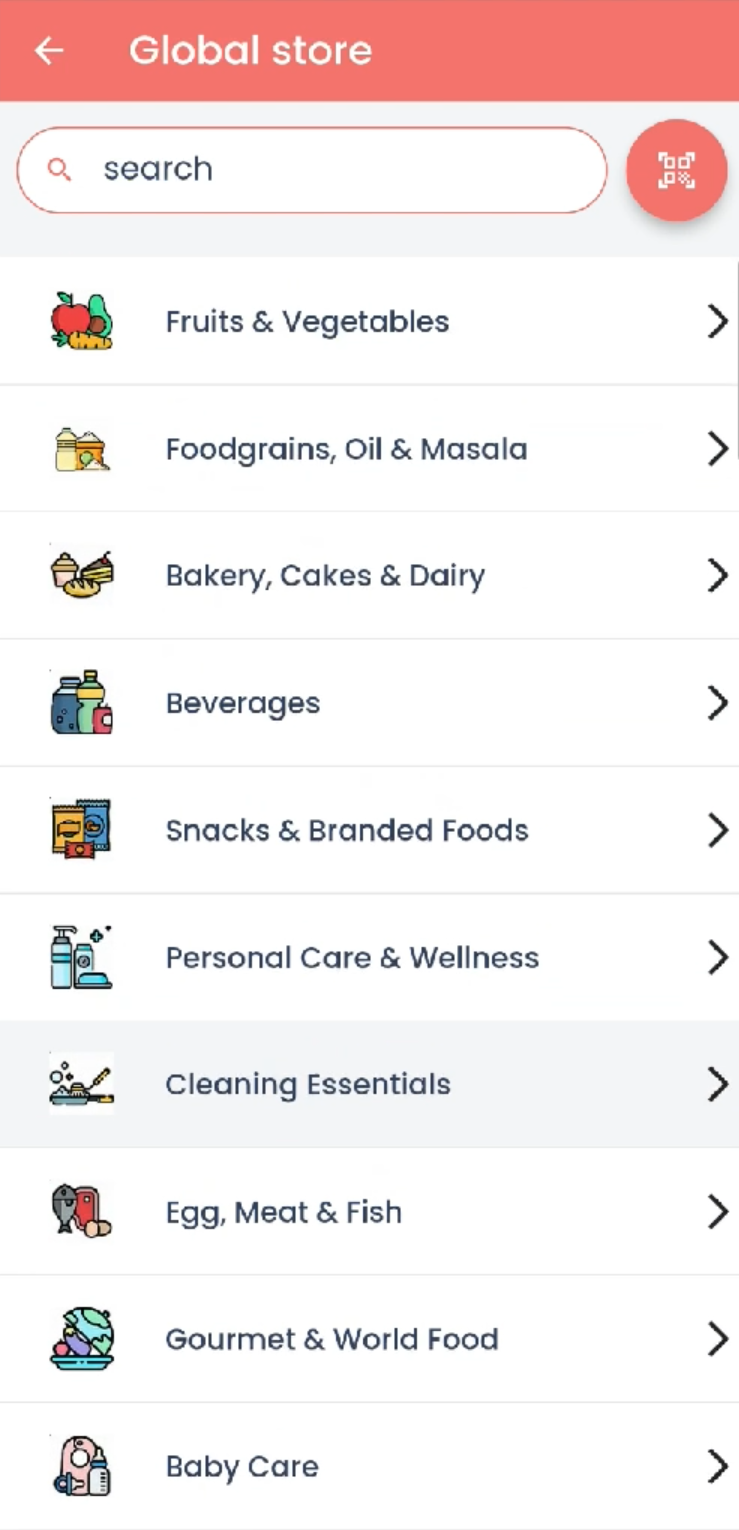 Global store
search
Fruits & Vegetables
Foodgrains, Oil & Masala
Bakery, Cakes & Dairy
Beverages
Snacks & Branded Foods
Personal Care & Wellness
Cleaning Essentials
Egg, Meat & Fish
Gourmet & World Food
Baby Care